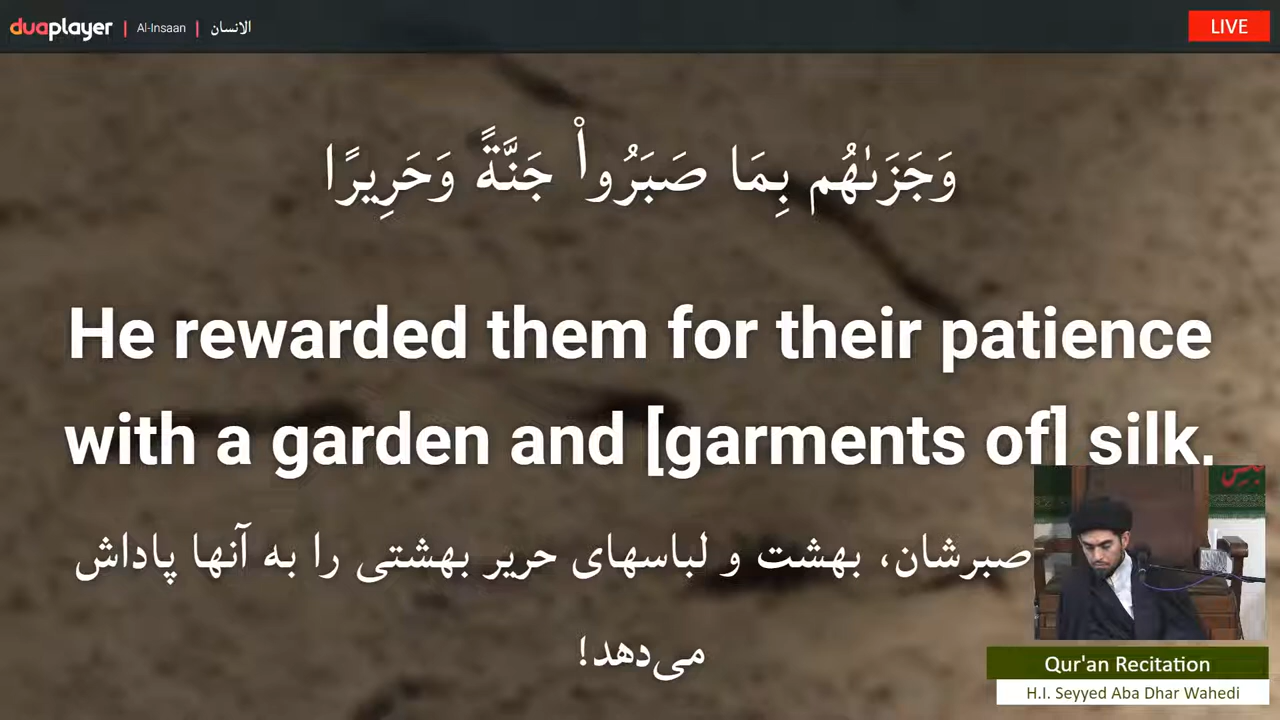 duaplayer | Al-Insaan | الانسان
LIVE
وَجَزَىٰهُم بِمَا صَبَرُوا۟ جَنَّةً وَحَرِيرًا
He rewarded them for their patience
with a garden and [garments of] silk.
صبرشان، بهشت و لباسهای حریر بهشتی را به آنها پاداش
می‌دهد!
Qur'an Recitation
H.I. Seyyed Aba Dhar Wahedi